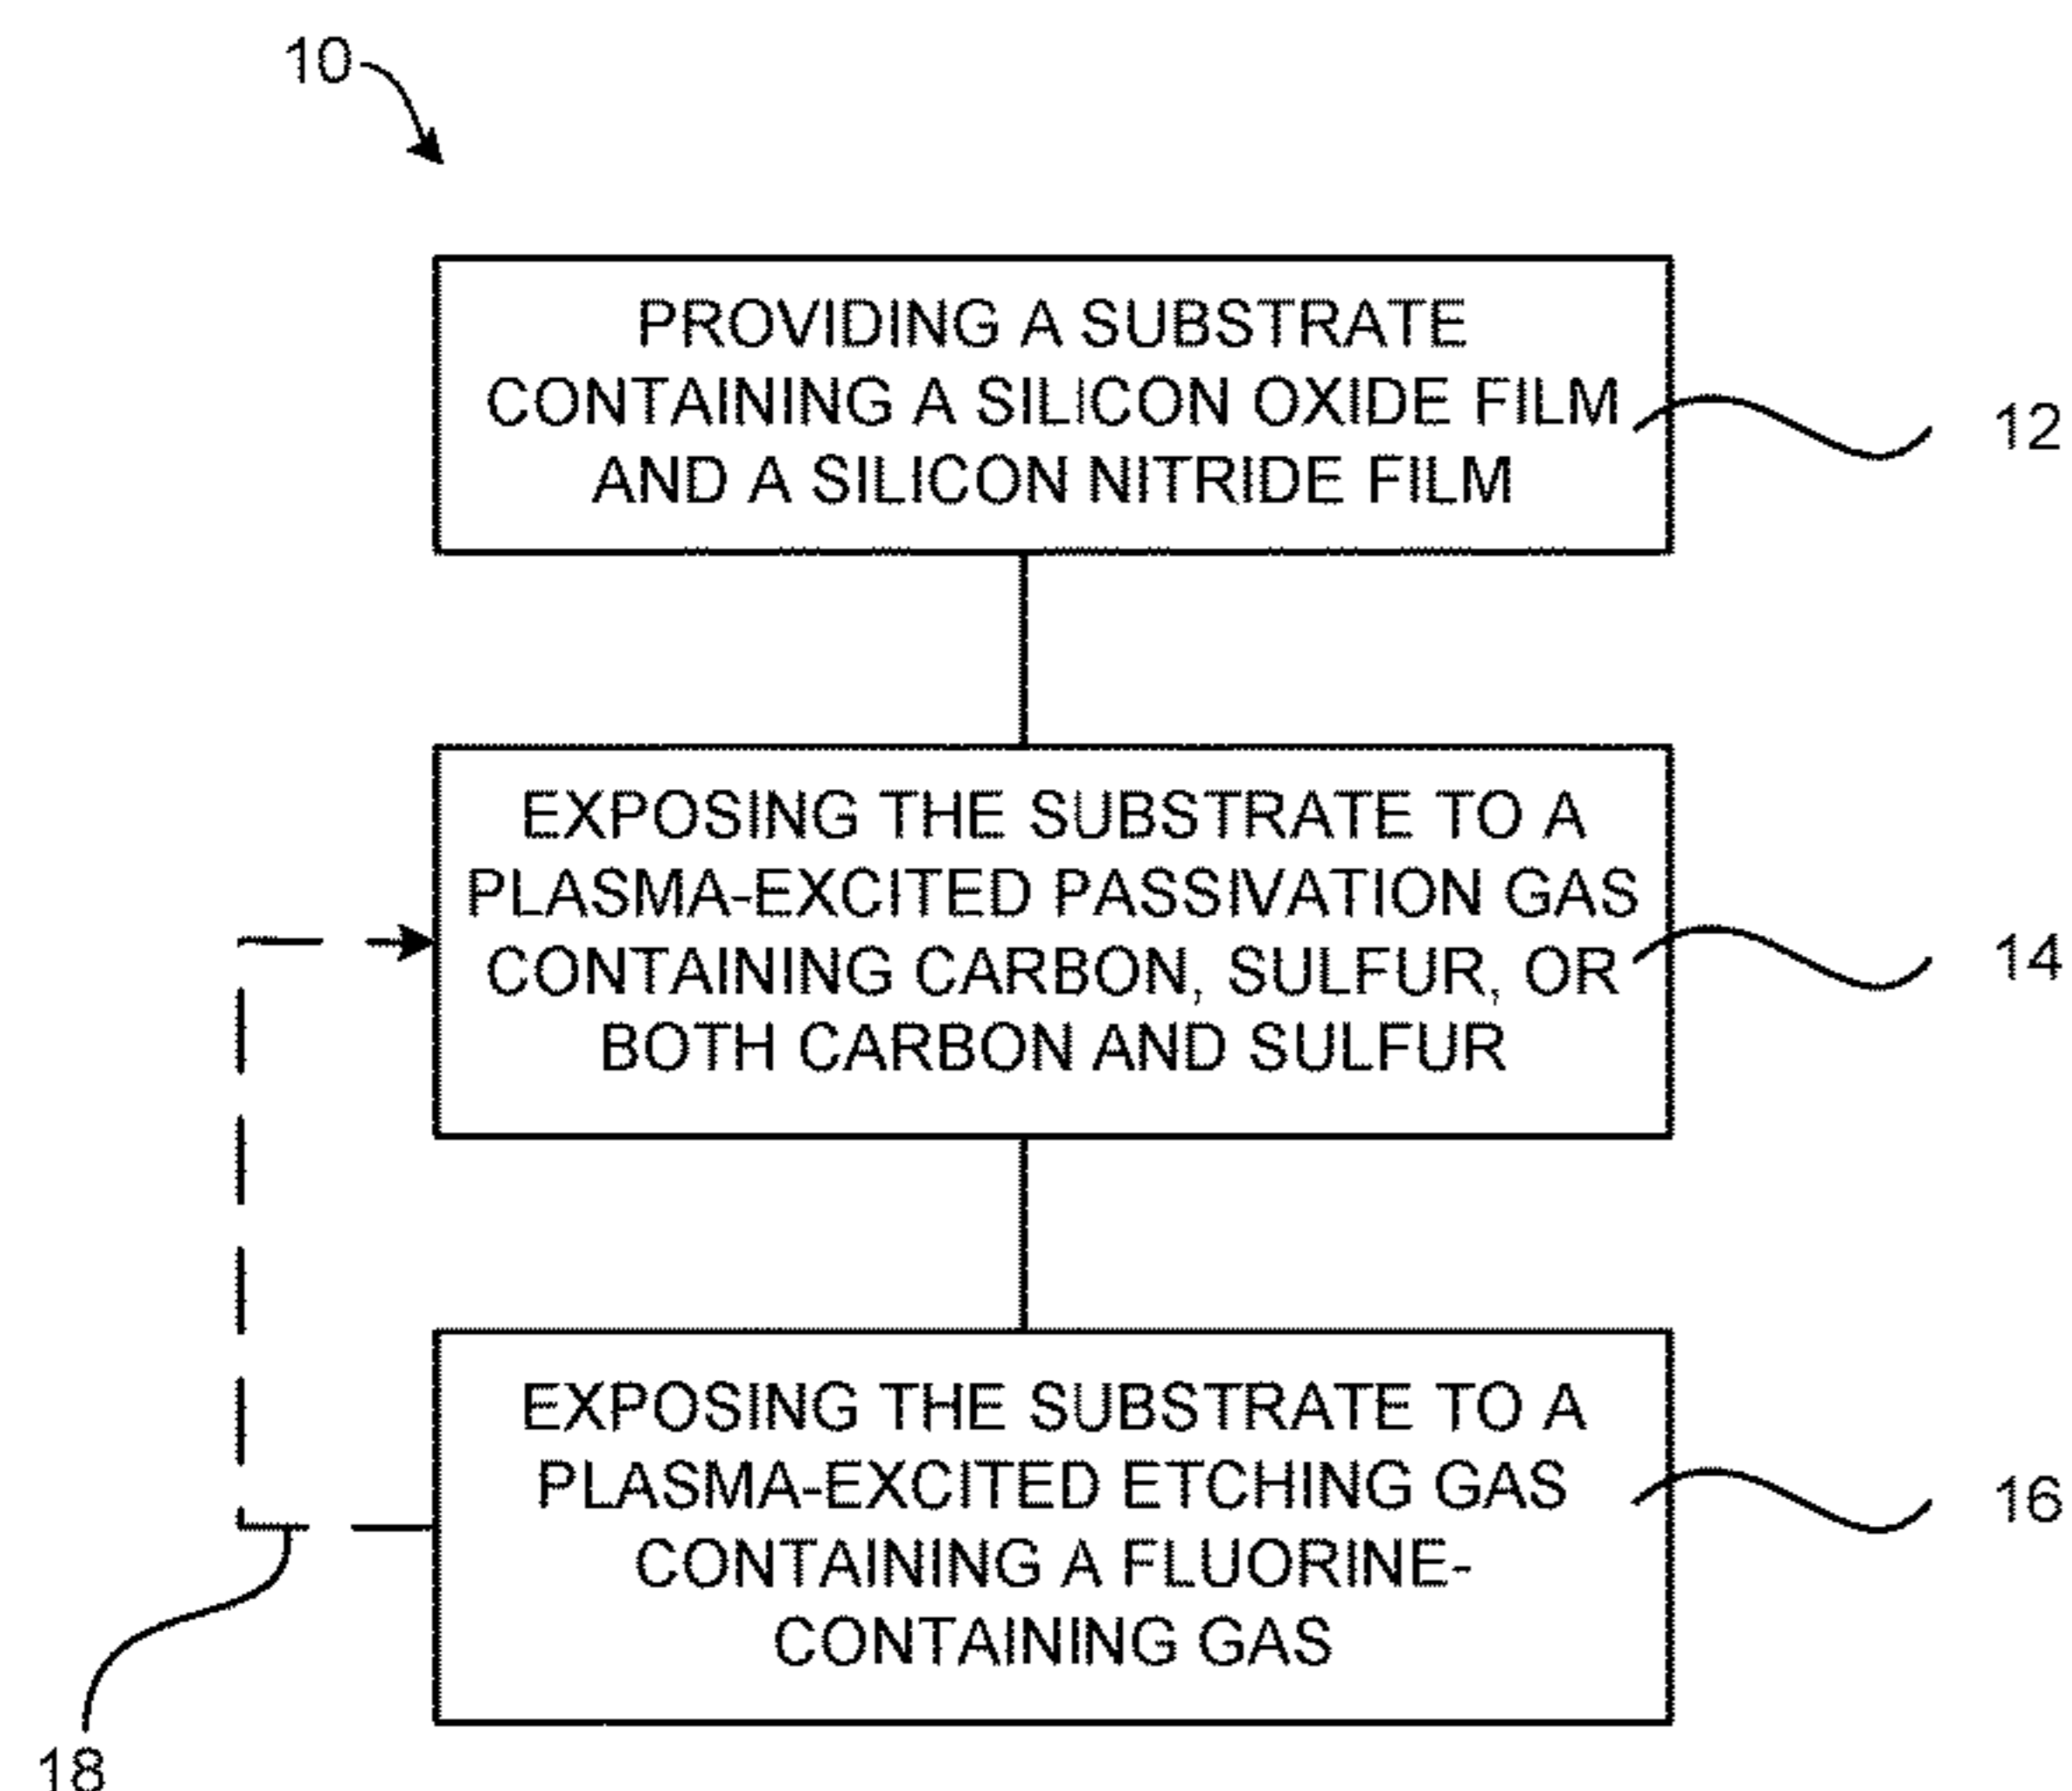 10
PROVIDING A SUBSTRATE
CONTAINING A SILICON OXIDE FILM
AND A SILICON NITRIDE FILM
12
EXPOSING THE SUBSTRATE TO A
PLASMA-EXCITED PASSIVATION GAS
CONTAINING CARBON, SULFUR, OR
BOTH CARBON AND SULFUR
14
EXPOSING THE SUBSTRATE TO A
PLASMA-EXCITED ETCHING GAS
CONTAINING A FLUORINE-
CONTAINING GAS
16
18